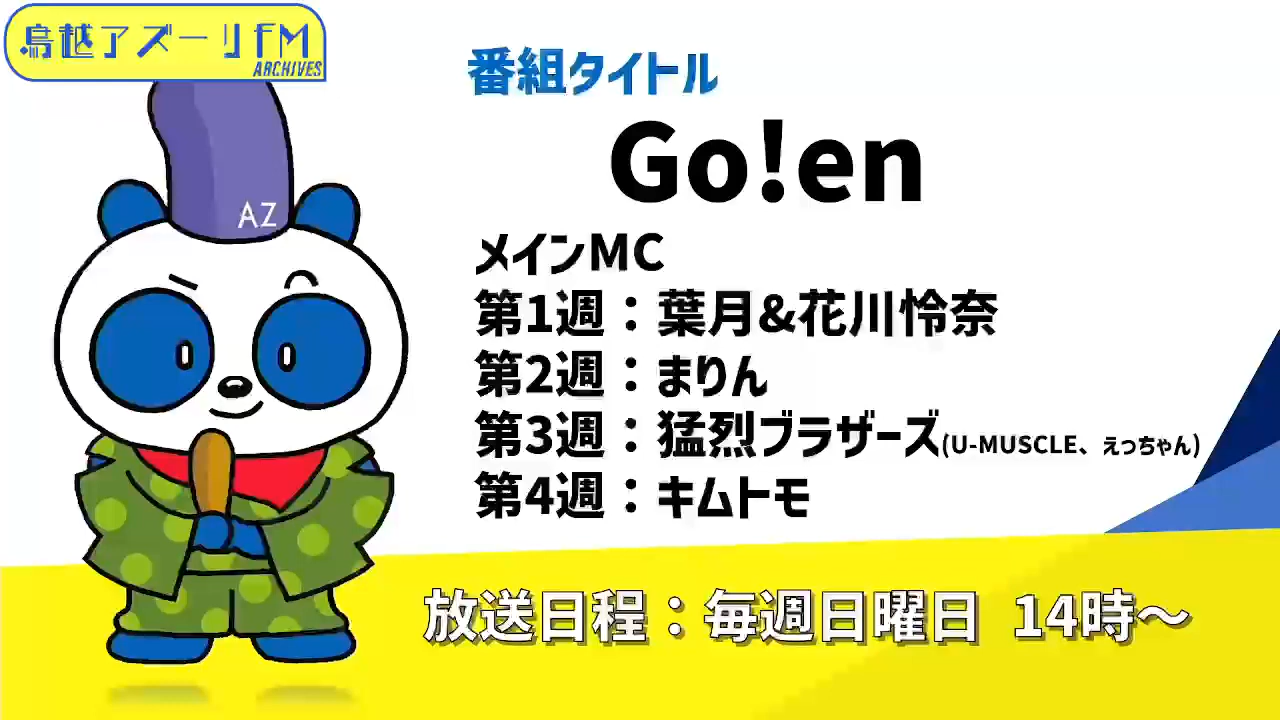 鳥越アズーリFM
ARCHIVES
AZ
番組タイトル
Go!en
メインMC
第1週：葉月&花川怜奈
第2週：まりん
第3週：猛烈ブラザーズ(U-MUSCLE、えっちゃん)
第4週：キムトモ
放送日程：毎週日曜日 14時～